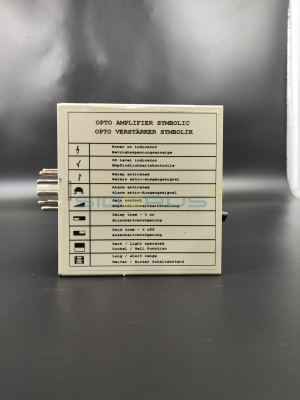 OPTO AMPLIFIER SYMBOLIC
OPTO VERSTÄRKER SYMBOLIK
Power on indicator
Betriebsspannungsanzeige
OK Level indicator
Empfindlichkeitskontrolle
Relay activated
Relais aktiv-Ausgangssignal
Alarm activated
Alarm aktiv-Ausgangssignal
Gain control
Empfindlichkeitseinstellung
Delay time - t on
Einschaltverzögerung
Hold time - t off
Ausschaltverzögerung
Dark / Light operated
Dunkel / Hell Funktion
Long / short range
Weiter / Kurzer Schaltabstand